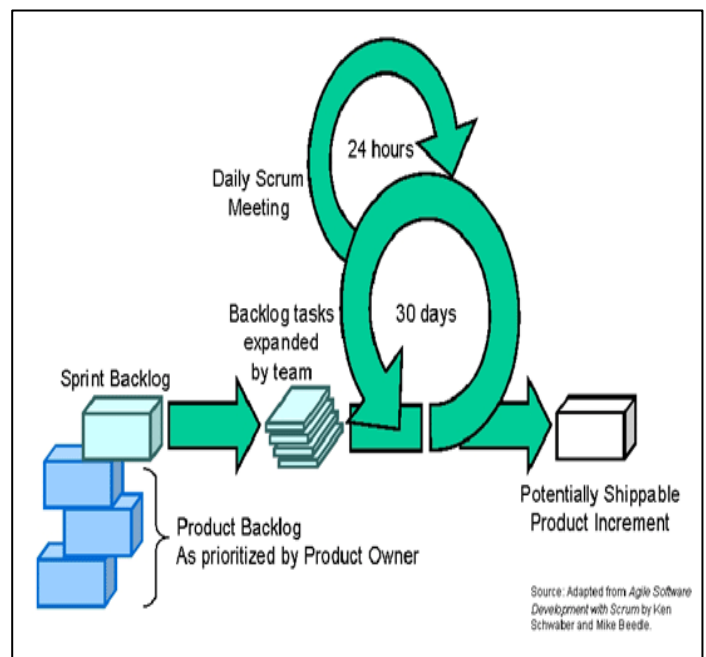 24 hours
Daily Scrum
Meeting
Backlog tasks
expanded
by team
30 days
Sprint Backlog
Product Backlog
As prioritized by Product Owner
Potentially Shippable
Product Increment
Source: Adapted from Agile Software
Development with Scrum by Ken
Schwaber and Mike Beedle.